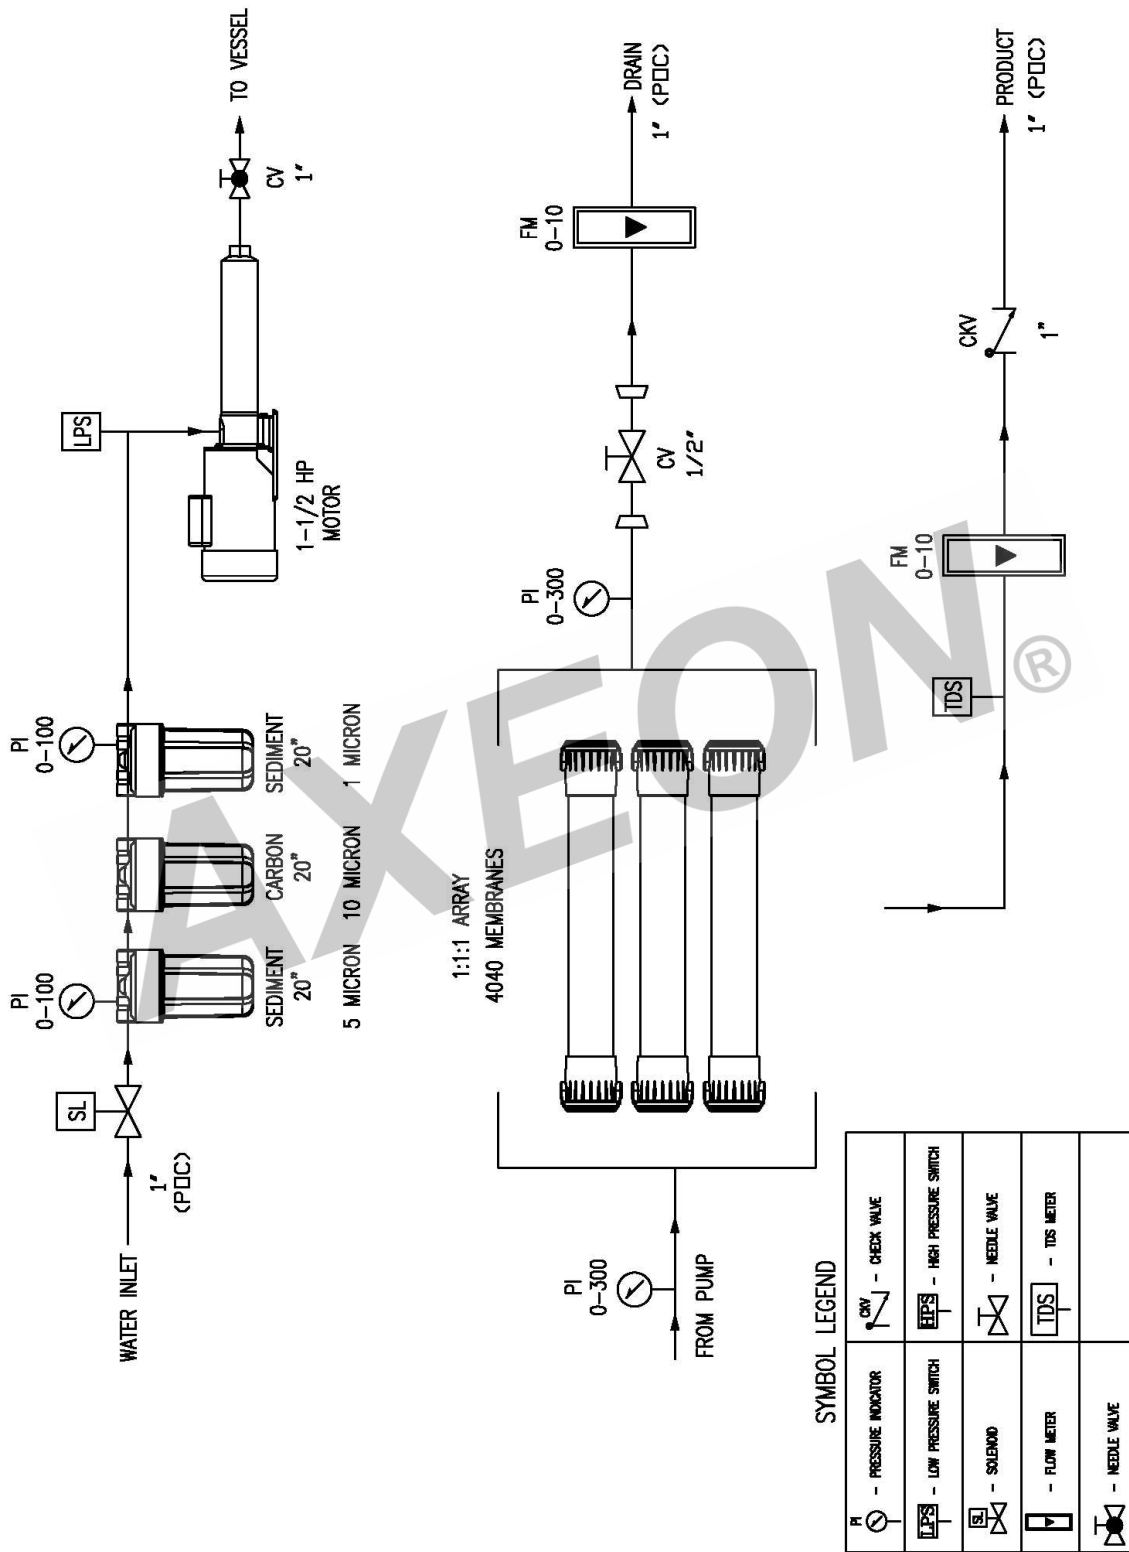 WATER INLET
1" (POC)
SL
PI
0-100
SEDIMENT
20"
5 MICRON
CARBON
20"
10 MICRON
PI
0-100
SEDIMENT
20"
1 MICRON
LPS
1-1/2 HP
MOTOR
CV
1"
TO VESSEL
FROM PUMP
PI
0-300
1:1:1 ARRAY
4040 MEMBRANES
PI
0-300
CV
1/2"
FM
0-10
DRAIN
1" (POC)
TDS
FM
0-10
CKV
1"
PRODUCT
1" (POC)
AXEON®
SYMBOL LEGEND
PI - PRESSURE INDICATOR
CKV - CHECK VALVE
LPS - LOW PRESSURE SWITCH
HPS - HIGH PRESSURE SWITCH
SL - SOLENOID
- NEEDLE VALVE
- FLOW METER
TDS - TDS METER
- NEEDLE VALVE